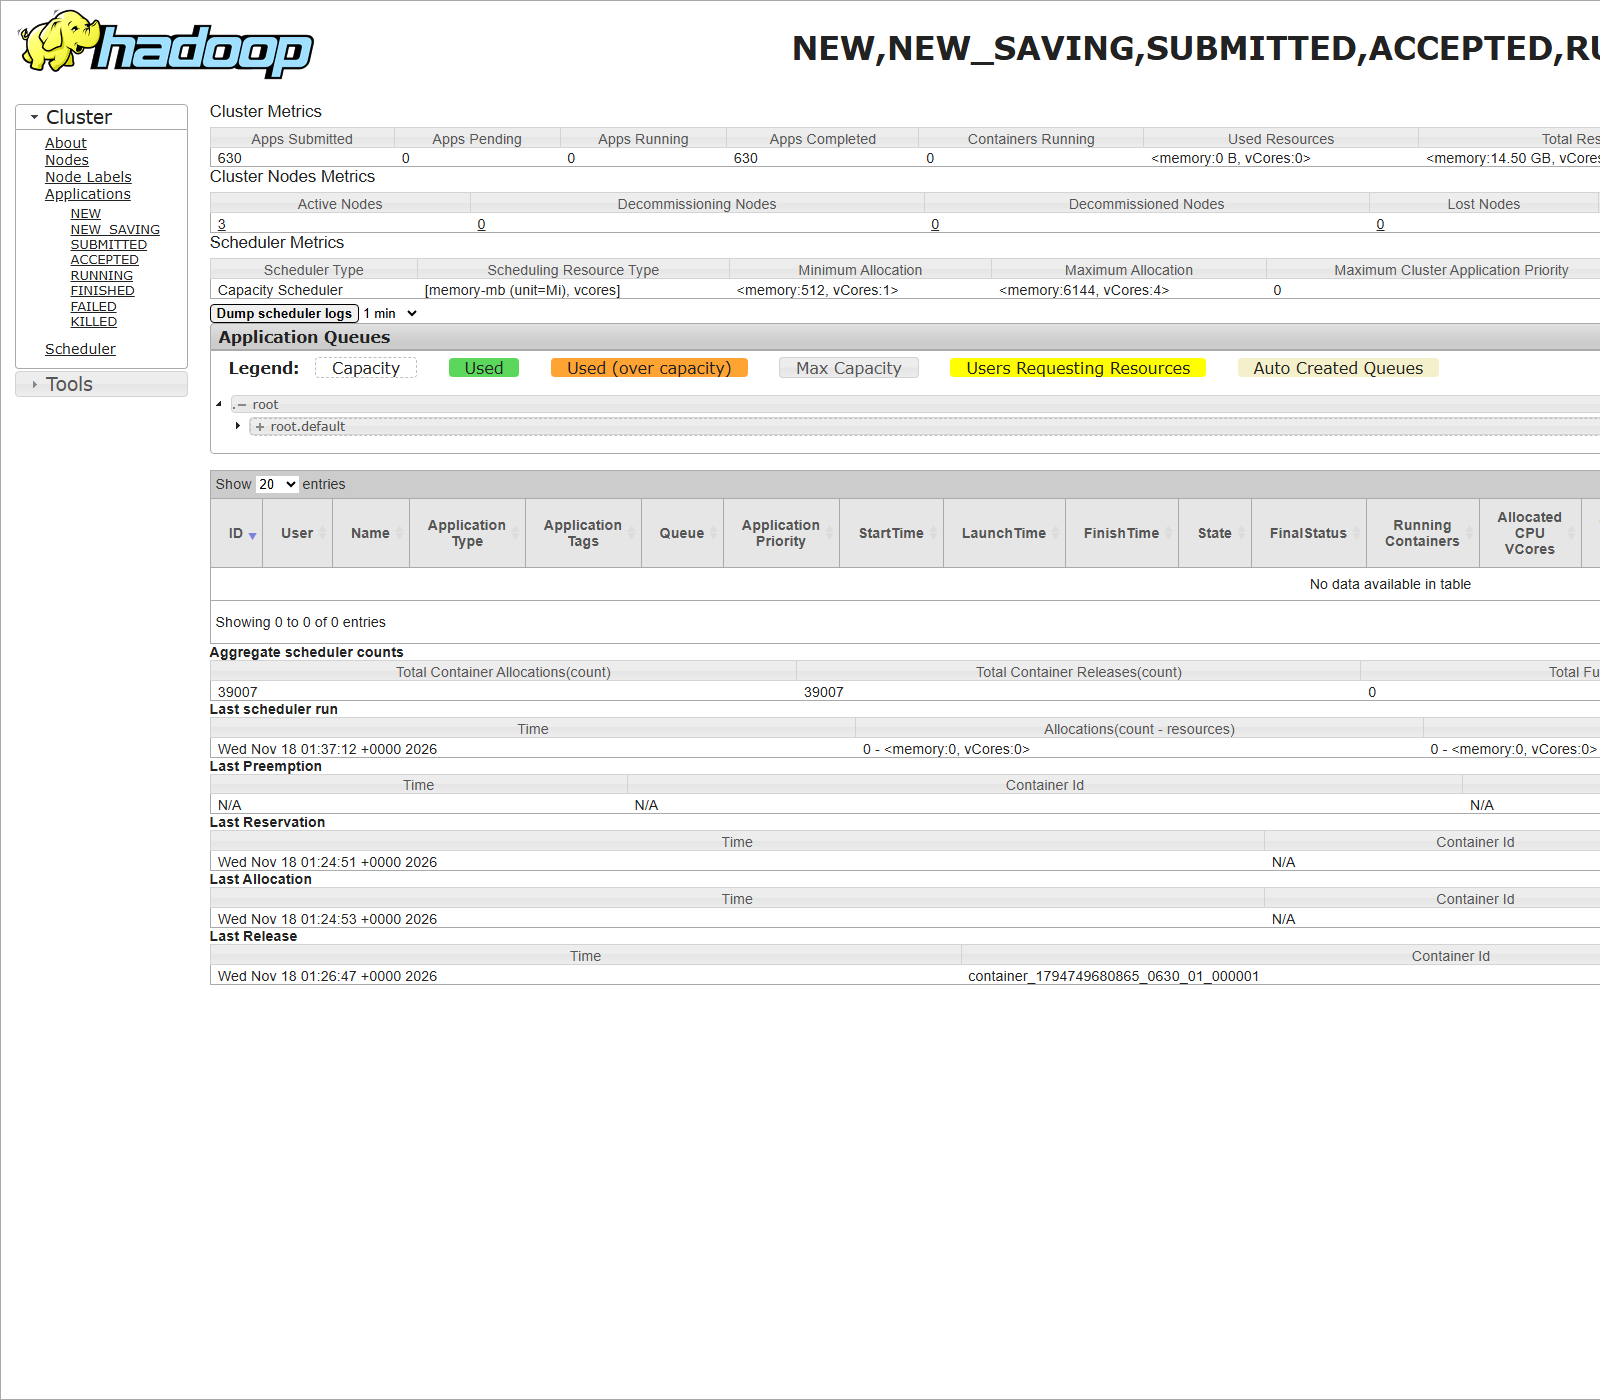 hadoop
NEW,NEW_SAVING,SUBMITTED,ACCEPTED,RU
Cluster
About
Nodes
Node Labels
Applications
NEW
NEW_SAVING
SUBMITTED
ACCEPTED
RUNNING
FINISHED
FAILED
KILLED
Scheduler
Tools
Cluster Metrics
Apps Submitted Apps Pending Apps Running Apps Completed Containers Running Used Resources Total Res
630 0 0 630 0 <memory:0 B, vCores:0> <memory:14.50 GB, vCores
Cluster Nodes Metrics
Active Nodes Decommissioning Nodes Decommissioned Nodes Lost Nodes
3 0 0 0
Scheduler Metrics
Scheduler Type Scheduling Resource Type Minimum Allocation Maximum Allocation Maximum Cluster Application Priority
Capacity Scheduler [memory-mb (unit=Mi), vcores] <memory:512, vCores:1> <memory:6144, vCores:4> 0
Dump scheduler logs 1 min
Application Queues
Legend: Capacity Used Used (over capacity) Max Capacity Users Requesting Resources Auto Created Queues
.– root
+ root.default
Show 20 entries
ID User Name Application Type Application Tags Queue Application Priority StartTime LaunchTime FinishTime State FinalStatus Running Containers Allocated CPU VCores
No data available in table
Showing 0 to 0 of 0 entries
Aggregate scheduler counts
Total Container Allocations(count) Total Container Releases(count) Total Fu
39007 39007 0
Last scheduler run
Time Allocations(count - resources)
Wed Nov 18 01:37:12 +0000 2026 0 - <memory:0, vCores:0> 0 - <memory:0, vCores:0>
Last Preemption
Time Container Id
N/A N/A N/A
Last Reservation
Time Container Id
Wed Nov 18 01:24:51 +0000 2026 N/A
Last Allocation
Time Container Id
Wed Nov 18 01:24:53 +0000 2026 N/A
Last Release
Time Container Id
Wed Nov 18 01:26:47 +0000 2026 container_1794749680865_0630_01_000001